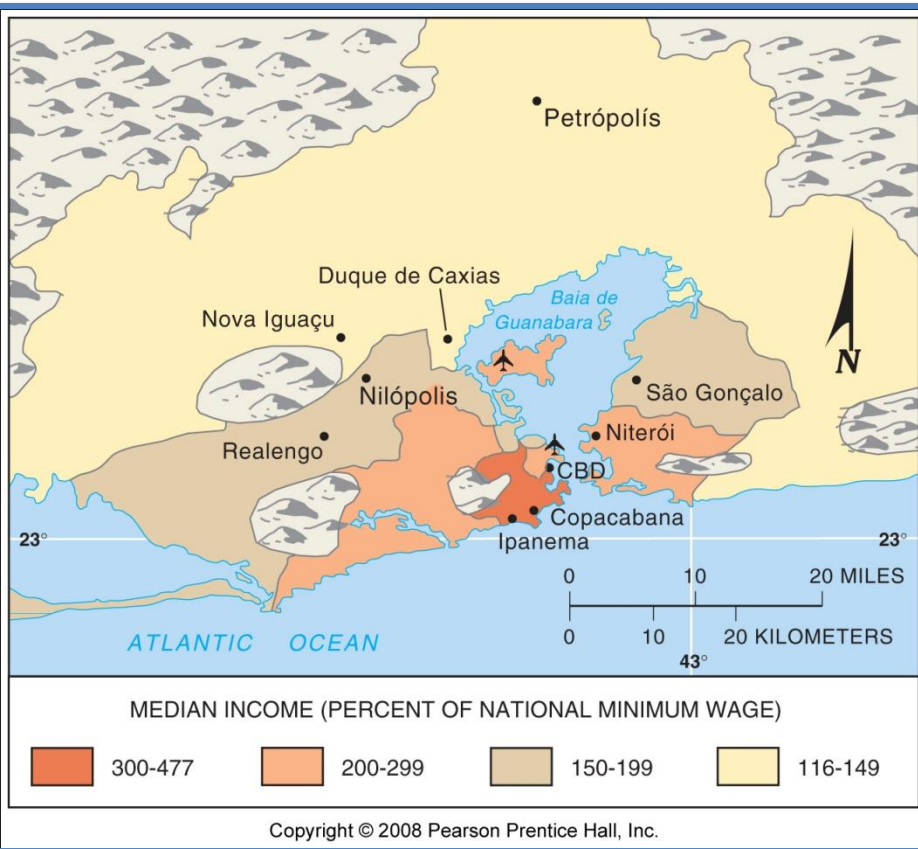 Petrópolís
Duque de Caxias
Baia de
Guanabara
Nova Iguaçu
N
Nilópolis
São Gonçalo
Realengo
Niterói
CBD
Copacabana
Ipanema
23°
23°
0 10 20 MILES
0 10 20 KILOMETERS
ATLANTIC OCEAN
43°
MEDIAN INCOME (PERCENT OF NATIONAL MINIMUM WAGE)
300-477 200-299 150-199 116-149
Copyright © 2008 Pearson Prentice Hall, Inc.